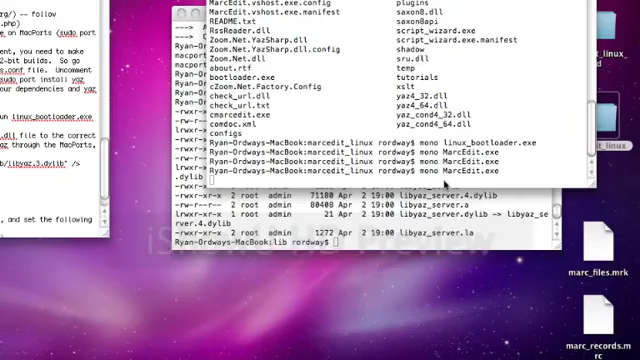 org/) -- follow
.php)
e on MacPorts (sudo port
ment, you need to make
2-bit builds. So go
s.conf file. Uncomment
sudo port install yaz
our dependencies and yaz
un linux_bootloader.exe
.dll file to the correct
yaz through the MacPorts,
b/libyaz.3.dylib" />
, and set the following
MarcEdit.vshost.exe.config plugins
MarcEdit.vshost.exe.manifest saxon8.dll
README.txt saxon8api
RssReader.dll script_wizard.exe
Zoom.Net.YazSharp.dll script_wizard.exe.manifest
Zoom.Net.YazSharp.dll.config shadow
Zoom.Net.dll sru.dll
about.rtf temp
bootloader.exe tutorials
cZoom.Net.Factory.Config xslt
check_url.dll yaz4_32.dll
check_url.txt yaz4_64.dll
cmarcedit.exe yaz_cond4_32.dll
comdoc.xml yaz_cond4_64.dll
configs
Ryan-Ordways-MacBook:marcedit_linux rordway$ mono linux_bootloader.exe
Ryan-Ordways-MacBook:marcedit_linux rordway$ mono MarcEdit.exe
Ryan-Ordways-MacBook:marcedit_linux rordway$ mono MarcEdit.exe
Ryan-Ordways-MacBook:marcedit_linux rordway$ mono MarcEdit.exe
-rwxr-xr-x 2 root admin 71180 Apr 2 19:00 libyaz_server.4.dylib
-rw-r--r-- 2 root admin 80408 Apr 2 19:00 libyaz_server.a
lrwxr-xr-x 1 root admin 21 Apr 2 19:00 libyaz_server.dylib -> libyaz_se
rver.4.dylib
-rwxr-xr-x 1 root admin 1272 Apr 2 19:00 libyaz_server.la
Ryan-Ordways-MacBook:lib rordway$
iShowU HD Preview
_linux
d
dit_linux
marc_files.mrk
marc_records.m
rc